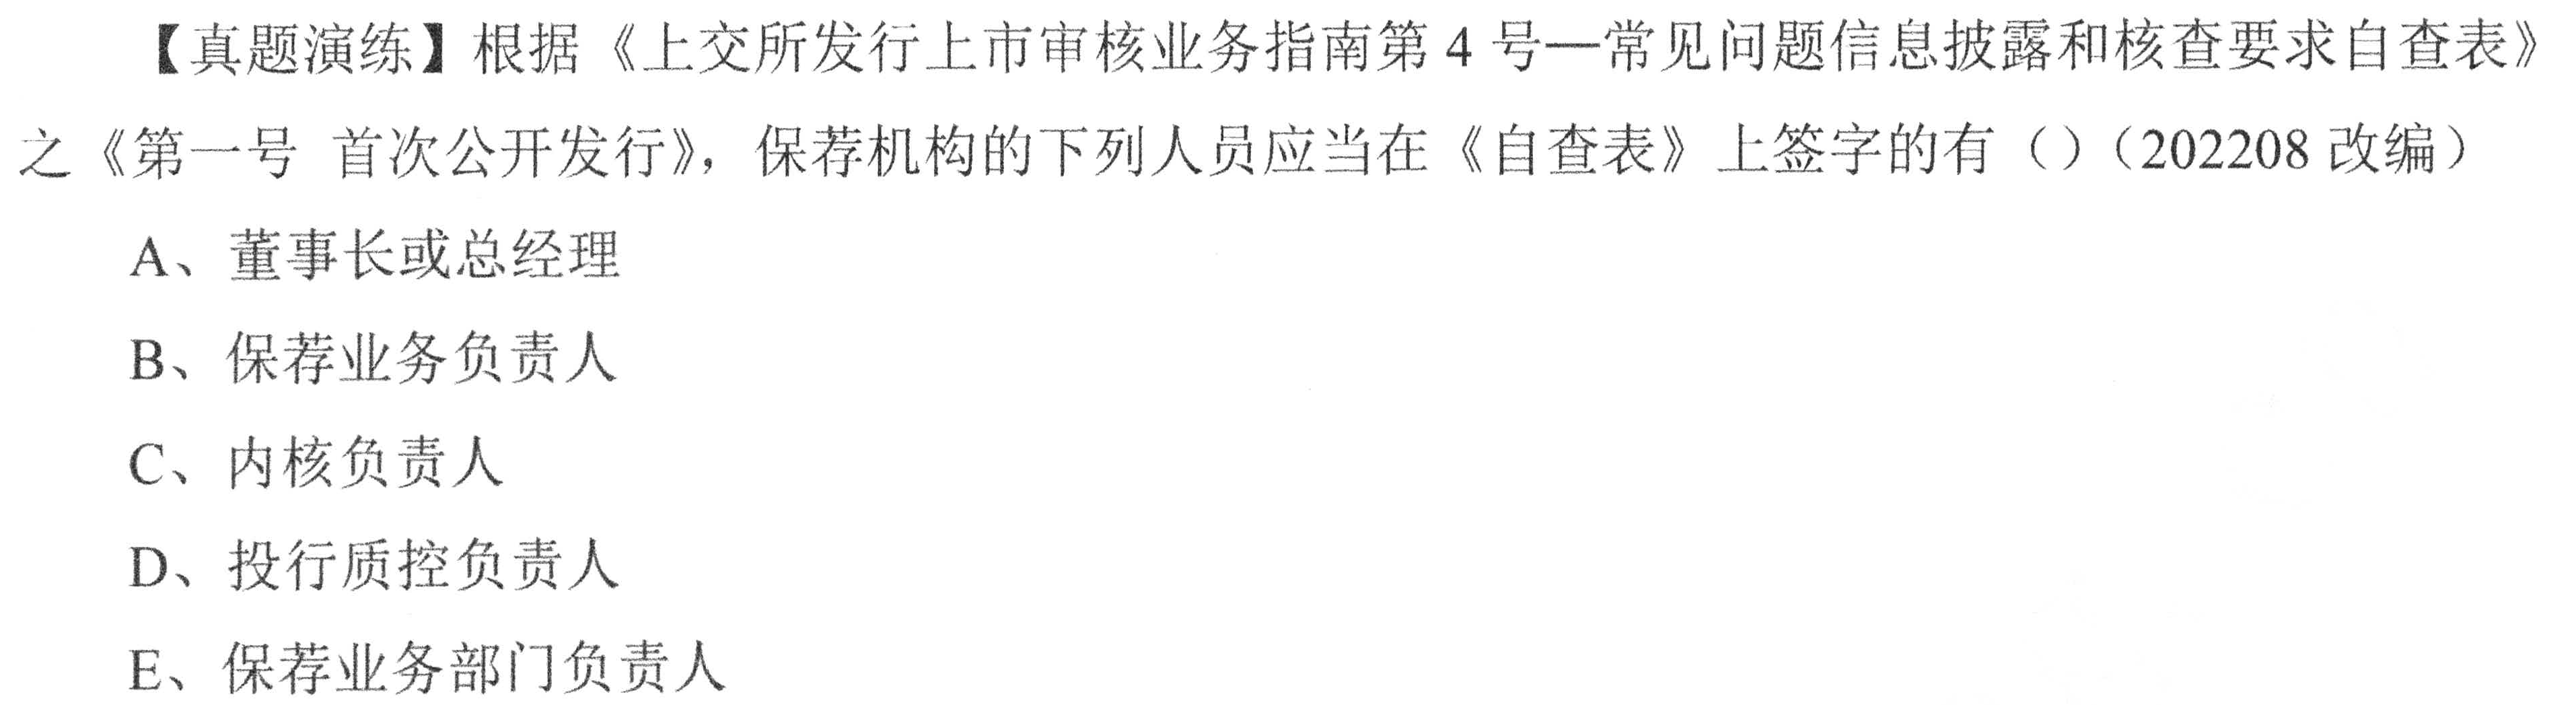 【真题演练】根据《上交所发行上市审核业务指南第 4 号—常见问题信息披露和核查要求自查表》
之《第一号 首次公开发行》，保荐机构的下列人员应当在《自查表》上签字的有（）（202208 改编）
A、董事长或总经理
B、保荐业务负责人
C、内核负责人
D、投行质控负责人
E、保荐业务部门负责人